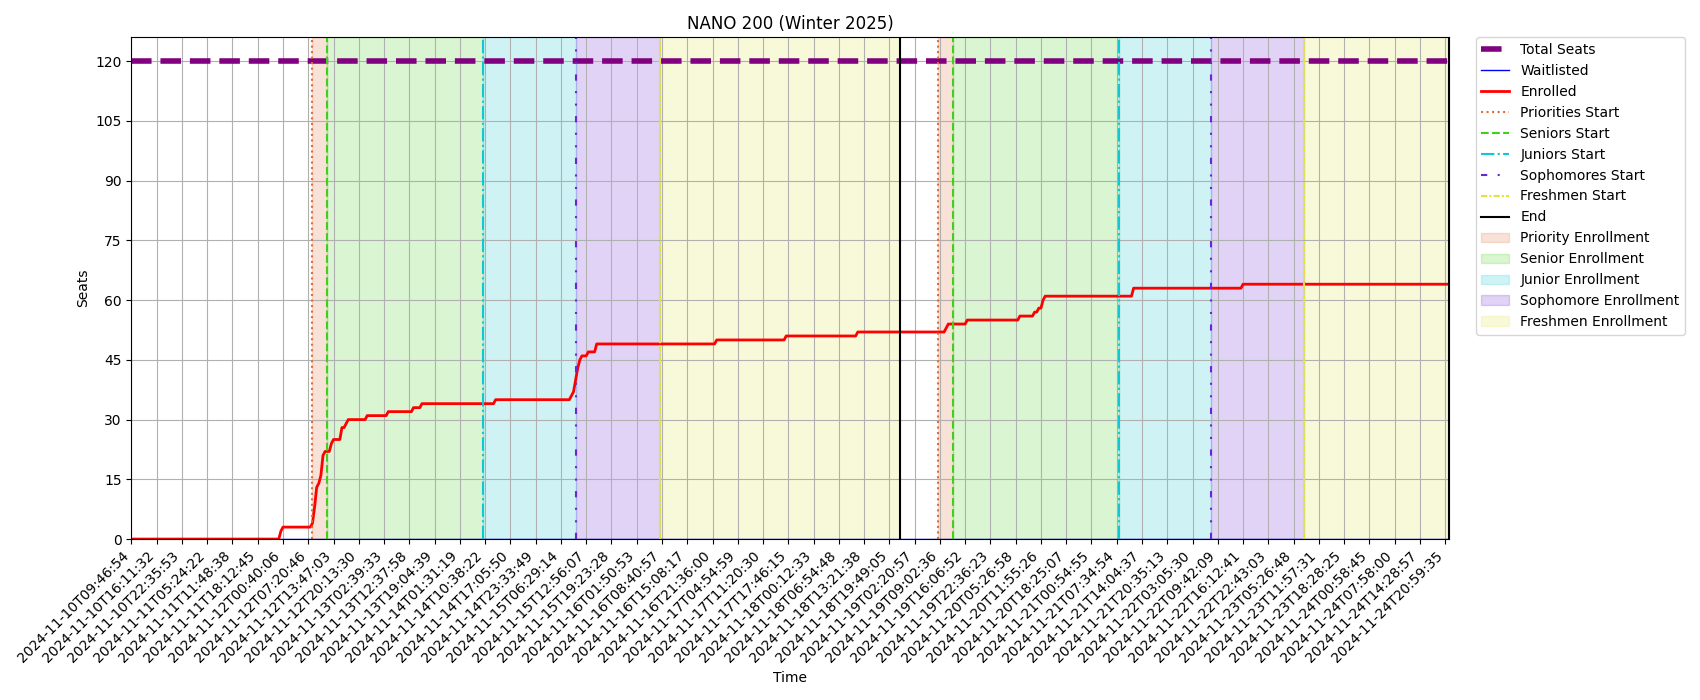 NANO 200 (Winter 2025)
120
105
90
75
60
45
30
15
0
Seats
2024-11-10T09:46:54
2024-11-10T16:11:32
2024-11-10T22:35:53
2024-11-11T05:24:22
2024-11-11T11:48:38
2024-11-11T18:12:45
2024-11-12T00:40:06
2024-11-12T07:20:46
2024-11-12T13:47:03
2024-11-12T20:13:30
2024-11-13T02:39:33
2024-11-13T12:37:58
2024-11-13T19:04:39
2024-11-14T01:31:19
2024-11-14T10:38:22
2024-11-14T17:05:50
2024-11-14T23:33:49
2024-11-15T06:29:14
2024-11-15T12:56:07
2024-11-15T19:23:28
2024-11-16T01:50:53
2024-11-16T08:40:57
2024-11-16T15:08:17
2024-11-16T21:36:00
2024-11-17T04:54:59
2024-11-17T11:20:30
2024-11-17T17:46:15
2024-11-18T00:12:33
2024-11-18T06:54:48
2024-11-18T13:21:38
2024-11-18T19:49:05
2024-11-19T02:20:57
2024-11-19T09:02:36
2024-11-19T16:06:52
2024-11-19T22:36:23
2024-11-20T05:26:58
2024-11-20T11:55:26
2024-11-20T18:25:07
2024-11-21T00:54:55
2024-11-21T07:34:54
2024-11-21T14:04:37
2024-11-21T20:35:13
2024-11-22T03:05:30
2024-11-22T09:42:09
2024-11-22T16:12:41
2024-11-22T22:43:03
2024-11-23T05:26:48
2024-11-23T11:57:31
2024-11-23T18:28:25
2024-11-24T00:58:45
2024-11-24T07:58:00
2024-11-24T14:28:57
2024-11-24T20:59:35
Time
Total Seats
Waitlisted
Enrolled
Priorities Start
Seniors Start
Juniors Start
Sophomores Start
Freshmen Start
End
Priority Enrollment
Senior Enrollment
Junior Enrollment
Sophomore Enrollment
Freshmen Enrollment